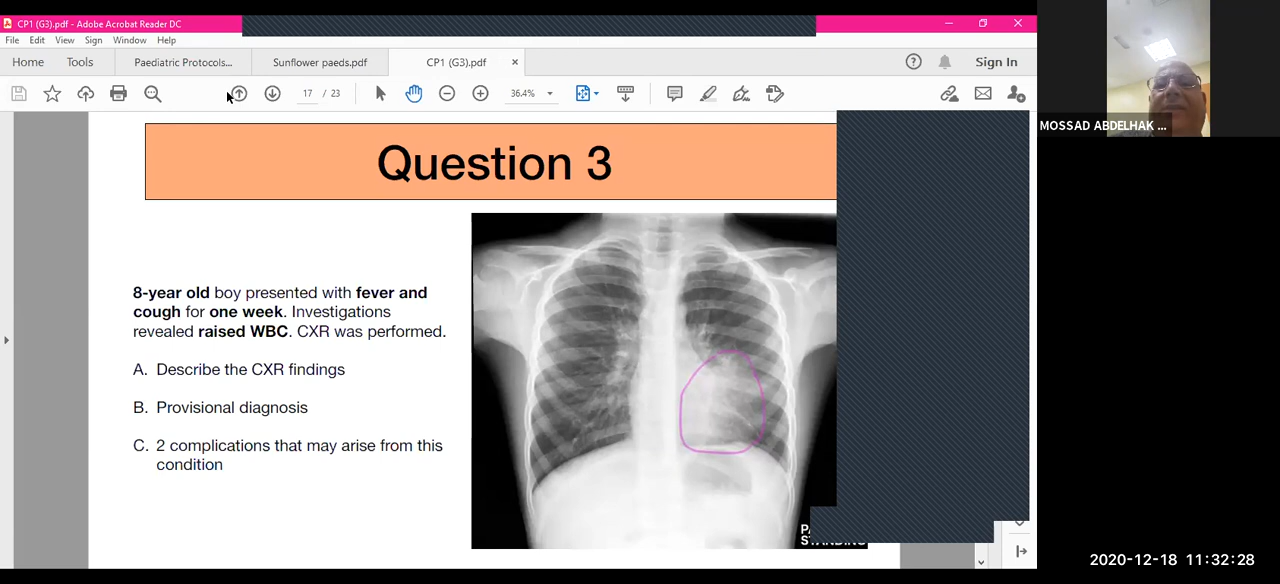 CP1 (G3).pdf - Adobe Acrobat Reader DC
File Edit View Sign Window Help
Home Tools Paediatric Protocols... Sunflower paeds.pdf CP1 (G3).pdf × Sign In
17 / 23 36.4%
MOSSAD ABDELHAK ...
Question 3
8-year old boy presented with fever and
cough for one week. Investigations
revealed raised WBC. CXR was performed.
A. Describe the CXR findings
B. Provisional diagnosis
C. 2 complications that may arise from this
condition
STANDING
2020-12-18 11:32:28